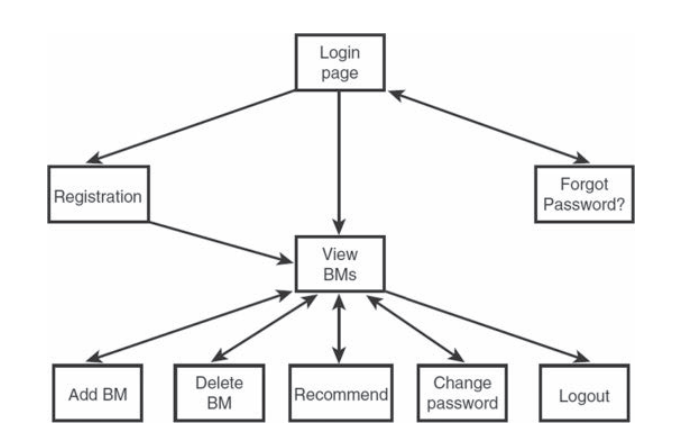 Login
page
Registration
Forgot
Password?
View
BMs
Add BM
Delete
BM
Recommend
Change
password
Logout